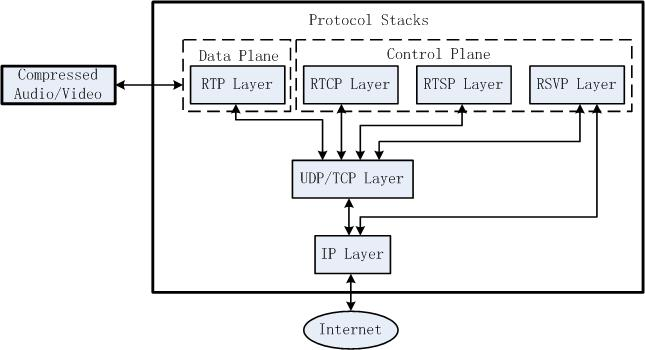 Protocol Stacks
Data Plane
Control Plane
Compressed
Audio/Video
RTP Layer
RTCP Layer
RTSP Layer
RSVP Layer
UDP/TCP Layer
IP Layer
Internet